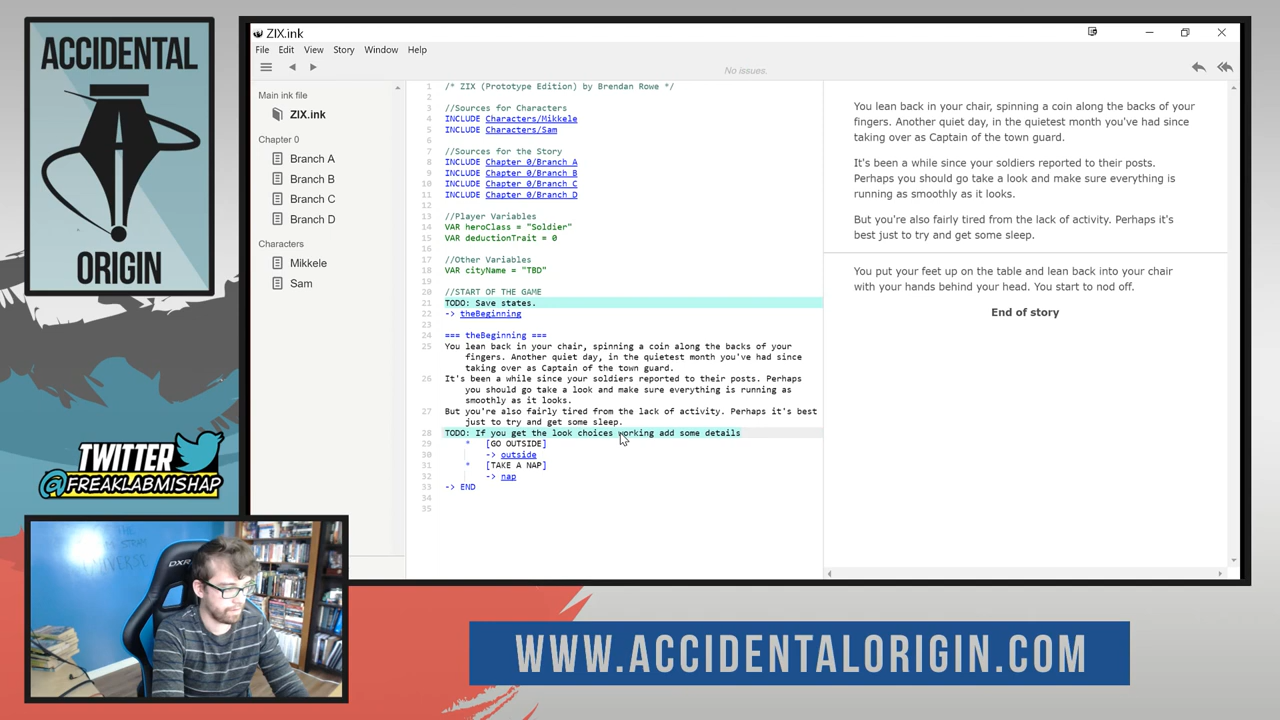 ACCIDENTAL
ORIGIN
TWITTER
@FREAKLABMISHAP
DXR
ZIX.ink
File Edit View Story Window Help
No issues.
Main ink file
ZIX.ink
Chapter 0
Branch A
Branch B
Branch C
Branch D
Characters
Mikkele
Sam
1 /* ZIX (Prototype Edition) by Brendan Rowe */
2
3 //Sources for Characters
4 INCLUDE Characters/Mikkele
5 INCLUDE Characters/Sam
6
7 //Sources for the Story
8 INCLUDE Chapter 0/Branch A
9 INCLUDE Chapter 0/Branch B
10 INCLUDE Chapter 0/Branch C
11 INCLUDE Chapter 0/Branch D
12
13 //Player Variables
14 VAR heroClass = "Soldier"
15 VAR deductionTrait = 0
16
17 //Other Variables
18 VAR cityName = "TBD"
19
20 //START OF THE GAME
21 TODO: Save states.
22 -> theBeginning
23
24 === theBeginning ===
25 You lean back in your chair, spinning a coin along the backs of your
fingers. Another quiet day, in the quietest month you've had since
taking over as Captain of the town guard.
26 It's been a while since your soldiers reported to their posts. Perhaps
you should go take a look and make sure everything is running as
smoothly as it looks.
27 But you're also fairly tired from the lack of activity. Perhaps it's best
just to try and get some sleep.
28 TODO: If you get the look choices working add some details
29 * [GO OUTSIDE]
30 -> outside
31 * [TAKE A NAP]
32 -> nap
33 -> END
34
35
You lean back in your chair, spinning a coin along the backs of your
fingers. Another quiet day, in the quietest month you've had since
taking over as Captain of the town guard.
It's been a while since your soldiers reported to their posts.
Perhaps you should go take a look and make sure everything is
running as smoothly as it looks.
But you're also fairly tired from the lack of activity. Perhaps it's
best just to try and get some sleep.
You put your feet up on the table and lean back into your chair
with your hands behind your head. You start to nod off.
End of story
WWW.ACCIDENTALORIGIN.COM